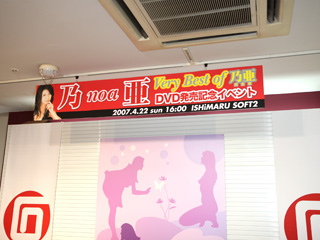 乃 noa 亜 Very Best of 乃亜
DVD発売記念イベント
2007.4.22 sun 16:00 ISHiMARU SOFT2